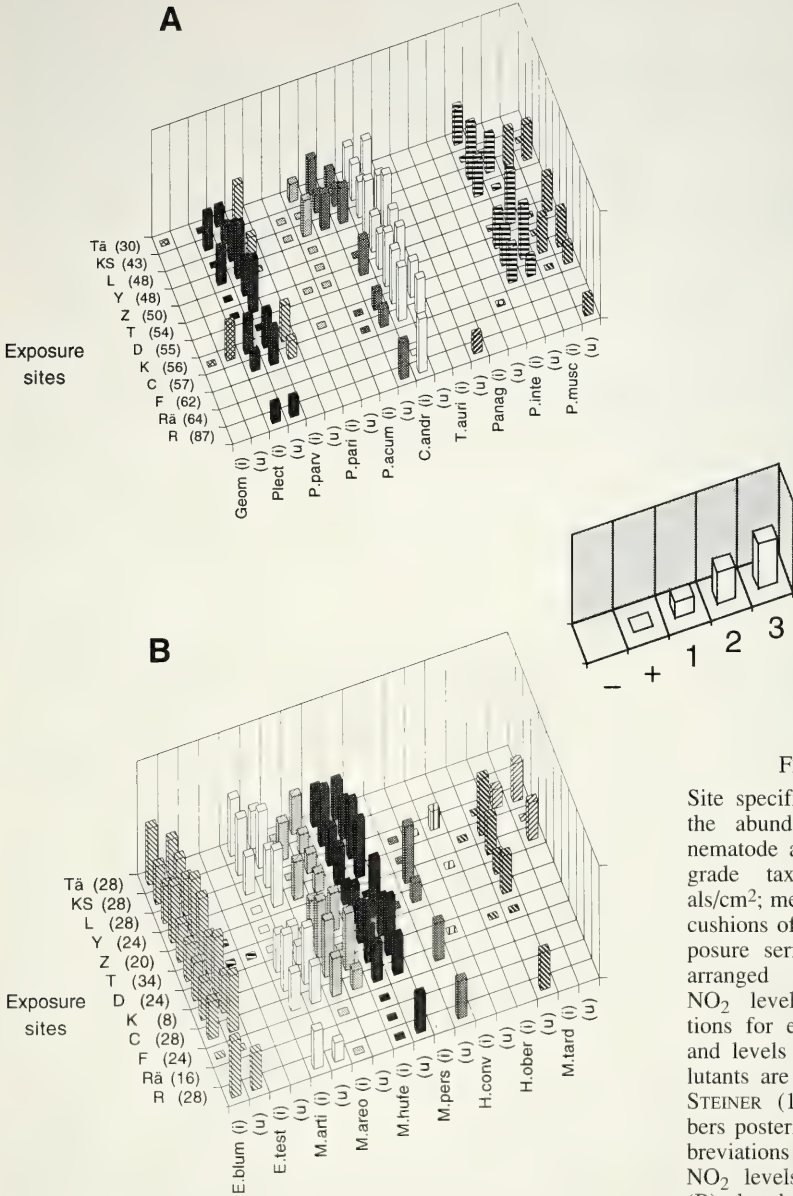 A
Tä (30)
KS (43)
L (48)
Y (48)
Z (50)
T (54)
D (55)
K (56)
C (57)
F (62)
Rä (64)
R (87)
Exposure
sites
Geom (i)
(u)
Plect (i)
(u)
P.parv (i)
(u)
P.pari (i)
(u)
P.acum (i)
(u)
C.andr (i)
(u)
T.auri (i)
(u)
Panag (i)
(u)
P.inte (i)
(u)
P.musc (i)
(u)
– + 1 2 3
B
Tä (28)
KS (28)
L (28)
Y (24)
Z (20)
T (34)
D (24)
K (8)
C (28)
F (24)
Rä (16)
R (28)
Exposure
sites
E.blum (i)
(u)
E.test (i)
(u)
M.arti (i)
(u)
M.areo (i)
(u)
M.hufe (i)
(u)
M.pers (i)
(u)
H.conv (i)
(u)
H.ober (i)
(u)
M.tard (i)
(u)
Site specifi
the abund
nematode a
grade tax
als/cm²; me
cushions of
posure seri
arranged
NO₂ level
tions for e
and levels
lutants are
STEINER (1
bers posteri
breviations
NO₂ levels